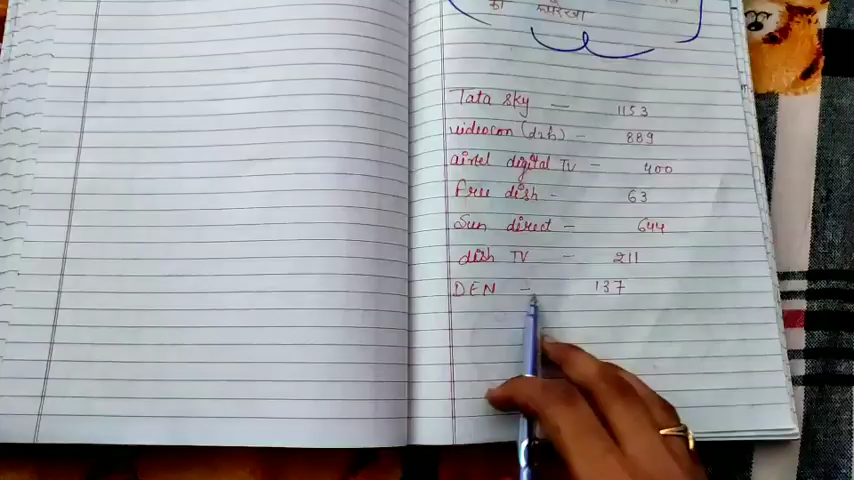 की रूपरेखा
Tata sky — 1153
videocon (d2h) - 889
airtel digital TV - 400
free dish - 63
Sun direct - 644
dish TV - 211
DEN - 137